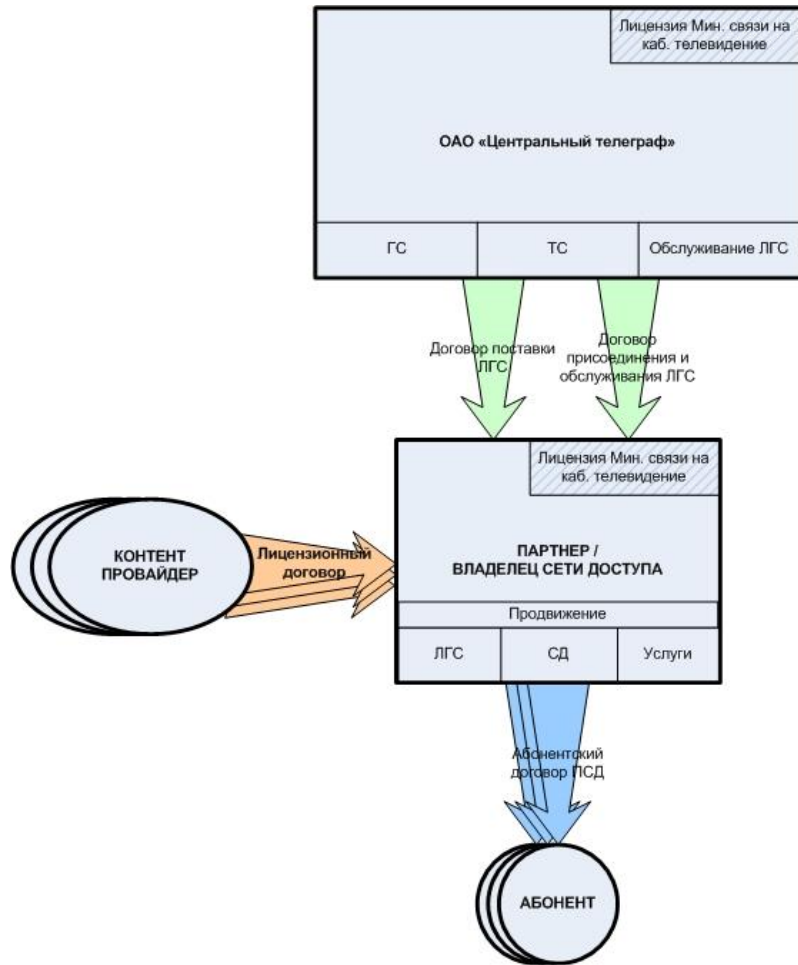 Лицензия Мин. связи на
каб. телевидение
ОАО «Центральный телеграф»
ГС
ТС
Обслуживание ЛГС
Договор поставки
ЛГС
Договор
присоединения и
обслуживания ЛГС
Лицензия Мин. связи на
каб. телевидение
КОНТЕНТ
ПРОВАЙДЕР
Лицензионный
договор
ПАРТНЕР /
ВЛАДЕЛЕЦ СЕТИ ДОСТУПА
Продвижение
ЛГС
СД
Услуги
Абонентский
договор ПСД
АБОНЕНТ